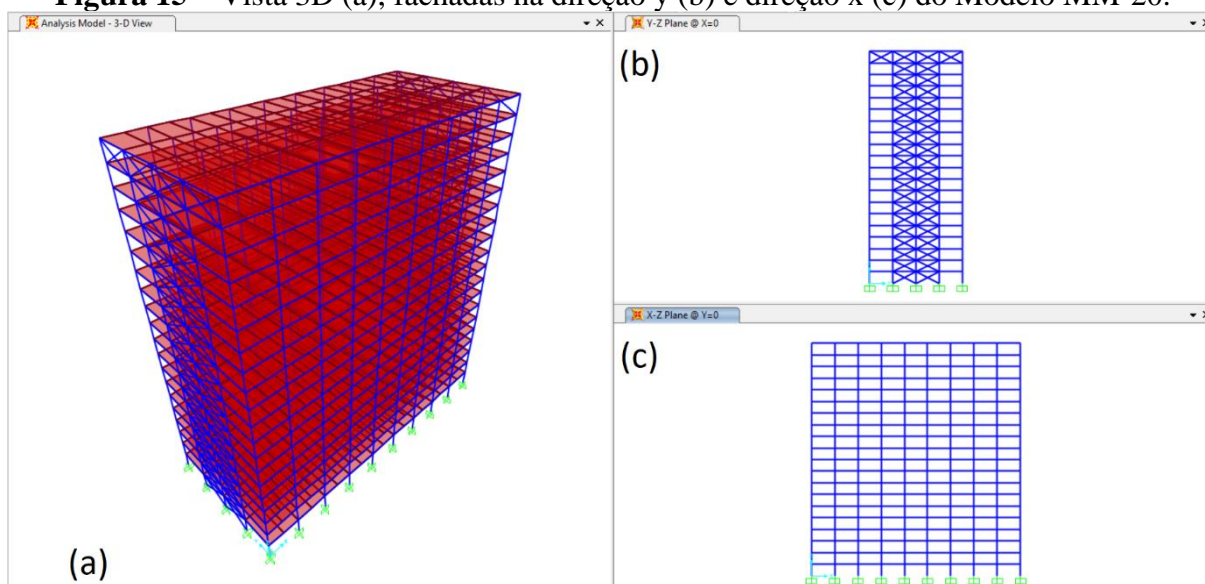 Figura 15 – Vista 3D (a), fachadas na direção y (b) e direção x (c) do Modelo MM-20.
Analysis Model - 3-D View
(a)
Y-Z Plane @ X=0
(b)
X-Z Plane @ Y=0
(c)